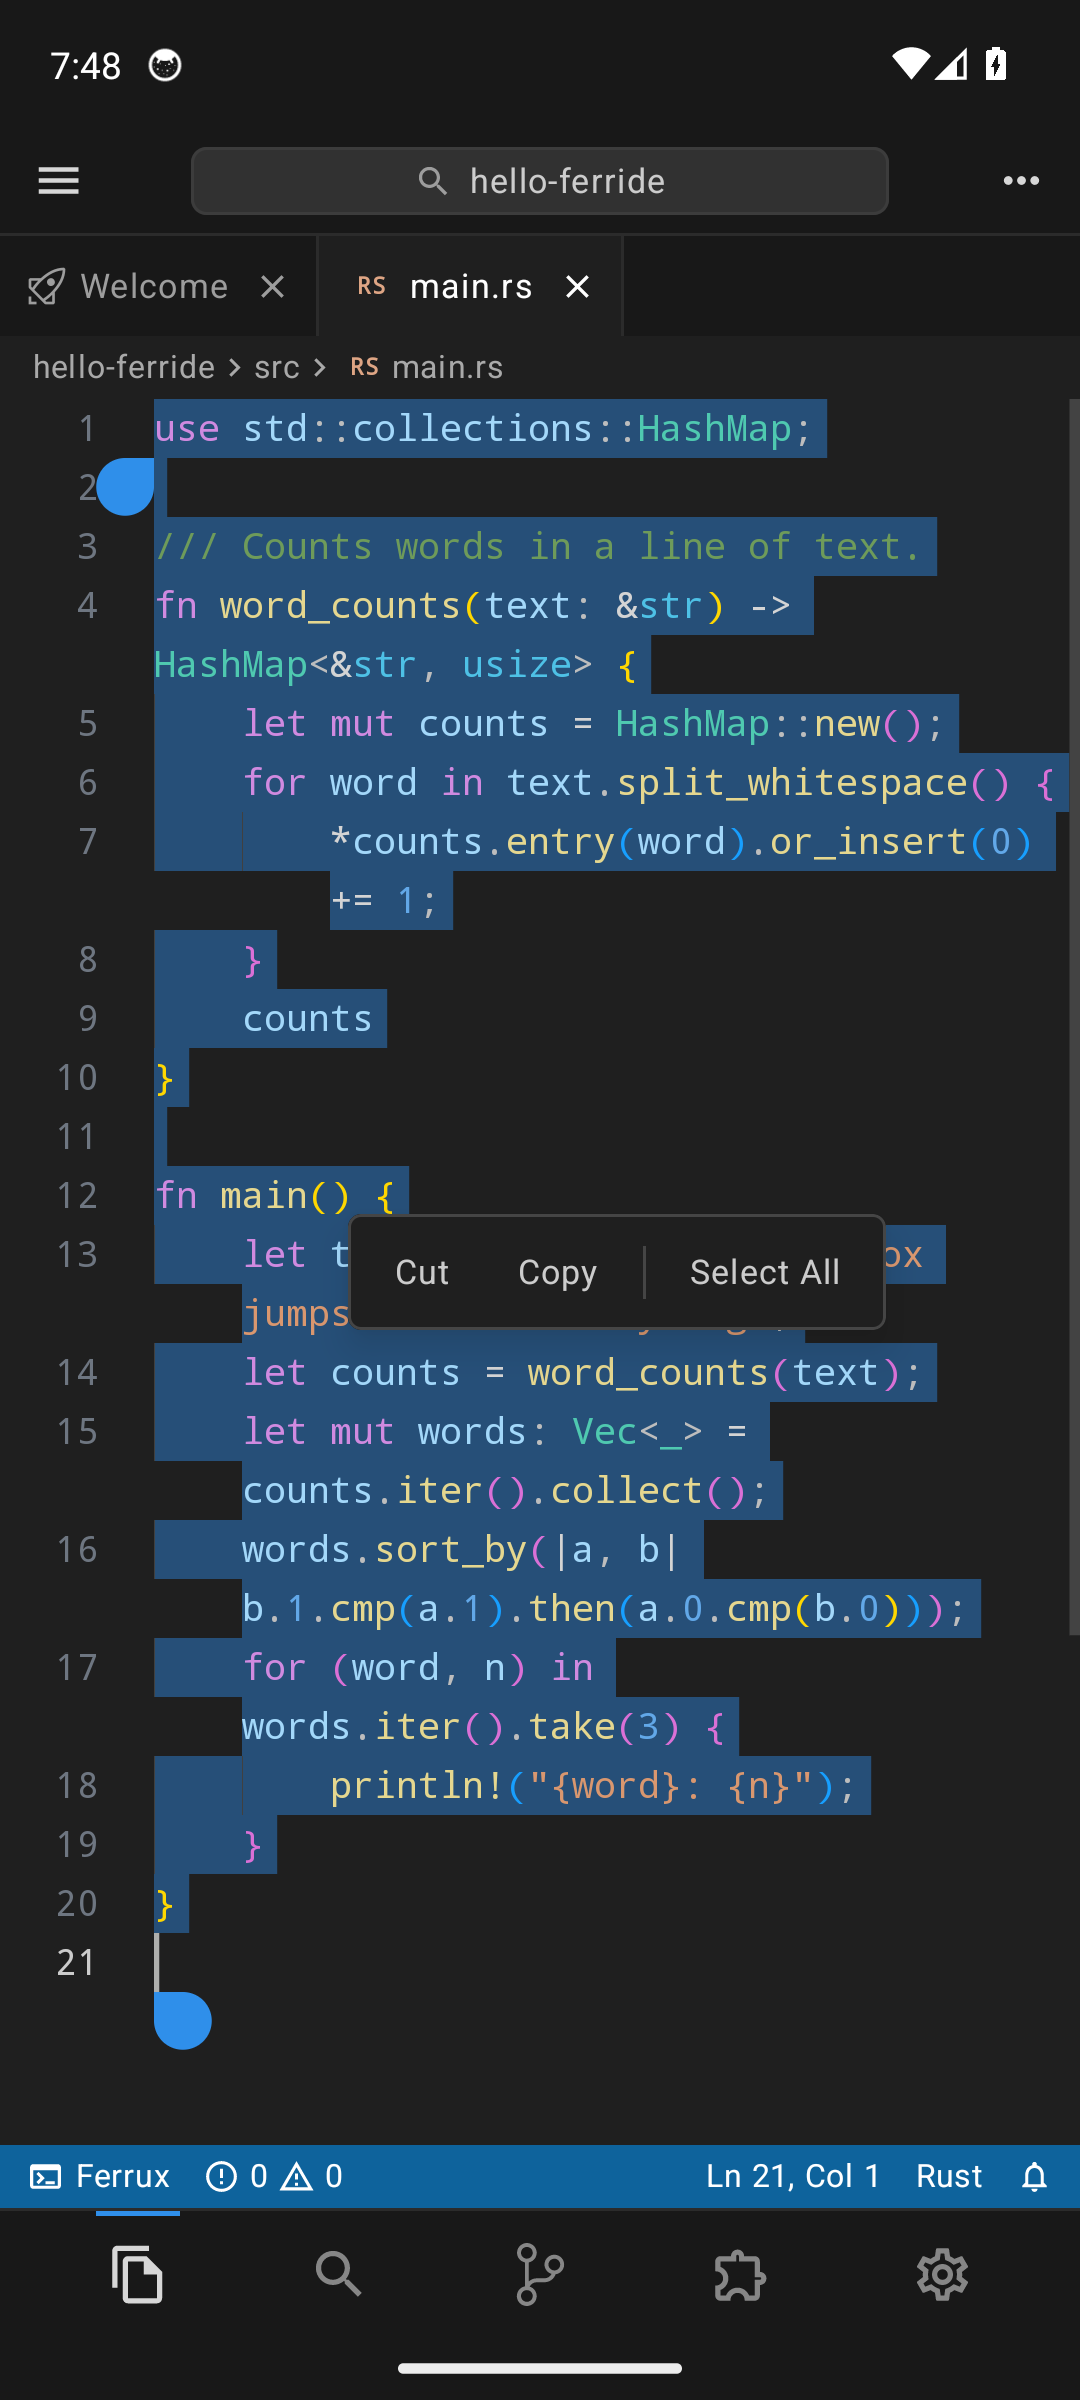 7:48
hello-ferride
Welcome
RS main.rs
hello-ferride > src > RS main.rs
1 use std::collections::HashMap;
2
3 /// Counts words in a line of text.
4 fn word_counts(text: &str) ->
HashMap<&str, usize> {
5 let mut counts = HashMap::new();
6 for word in text.split_whitespace() {
7 *counts.entry(word).or_insert(0)
+= 1;
8 }
9 counts
10 }
11
12 fn main() {
13 let
Cut Copy Select All
jumps
14 let counts = word_counts(text);
15 let mut words: Vec<_> =
counts.iter().collect();
16 words.sort_by(|a, b|
b.1.cmp(a.1).then(a.0.cmp(b.0)));
17 for (word, n) in
words.iter().take(3) {
18 println!("{word}: {n}");
19 }
20 }
21
Ferrux 0 0 Ln 21, Col 1 Rust